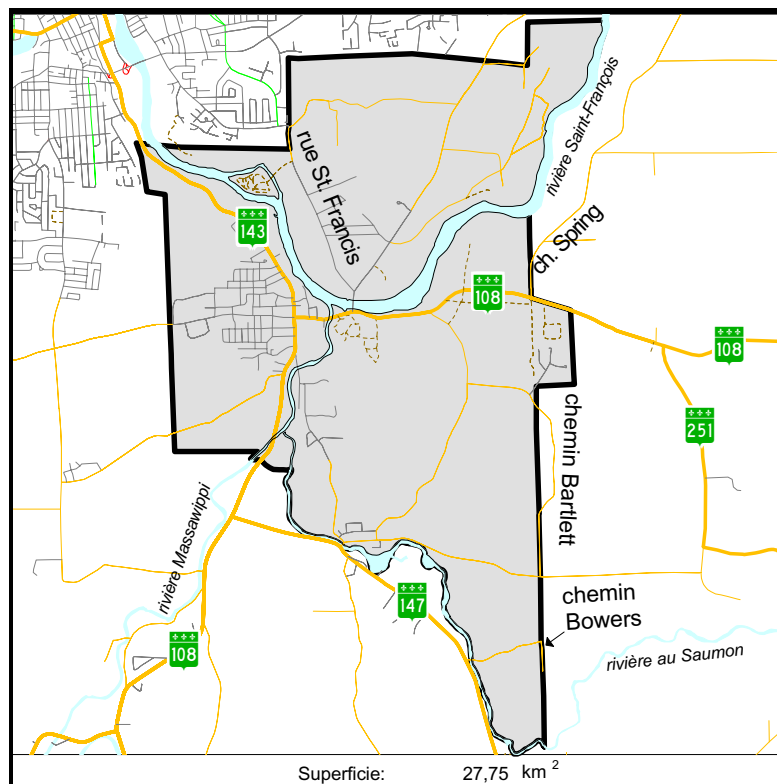 rivière Saint-François
rue St. Francis
143
ch. Spring
108
108
251
chemin Bartlett
rivière Massawippi
147
chemin
Bowers
108
rivière au Saumon
Superficie: 27,75 km 2